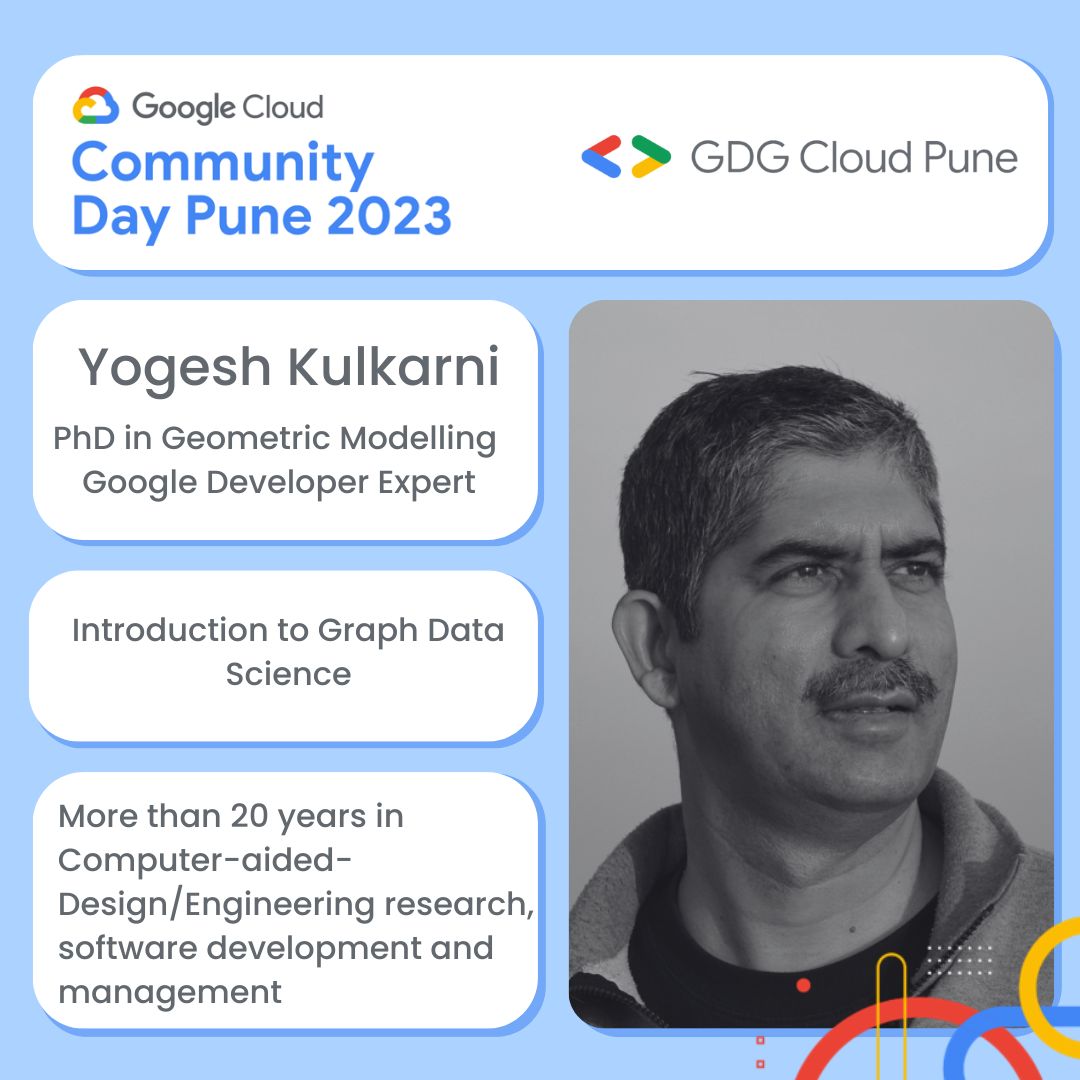 Google Cloud
Community
Day Pune 2023
GDG Cloud Pune
Yogesh Kulkarni
PhD in Geometric Modelling
Google Developer Expert
Introduction to Graph Data
Science
More than 20 years in
Computer-aided-
Design/Engineering research,
software development and
management